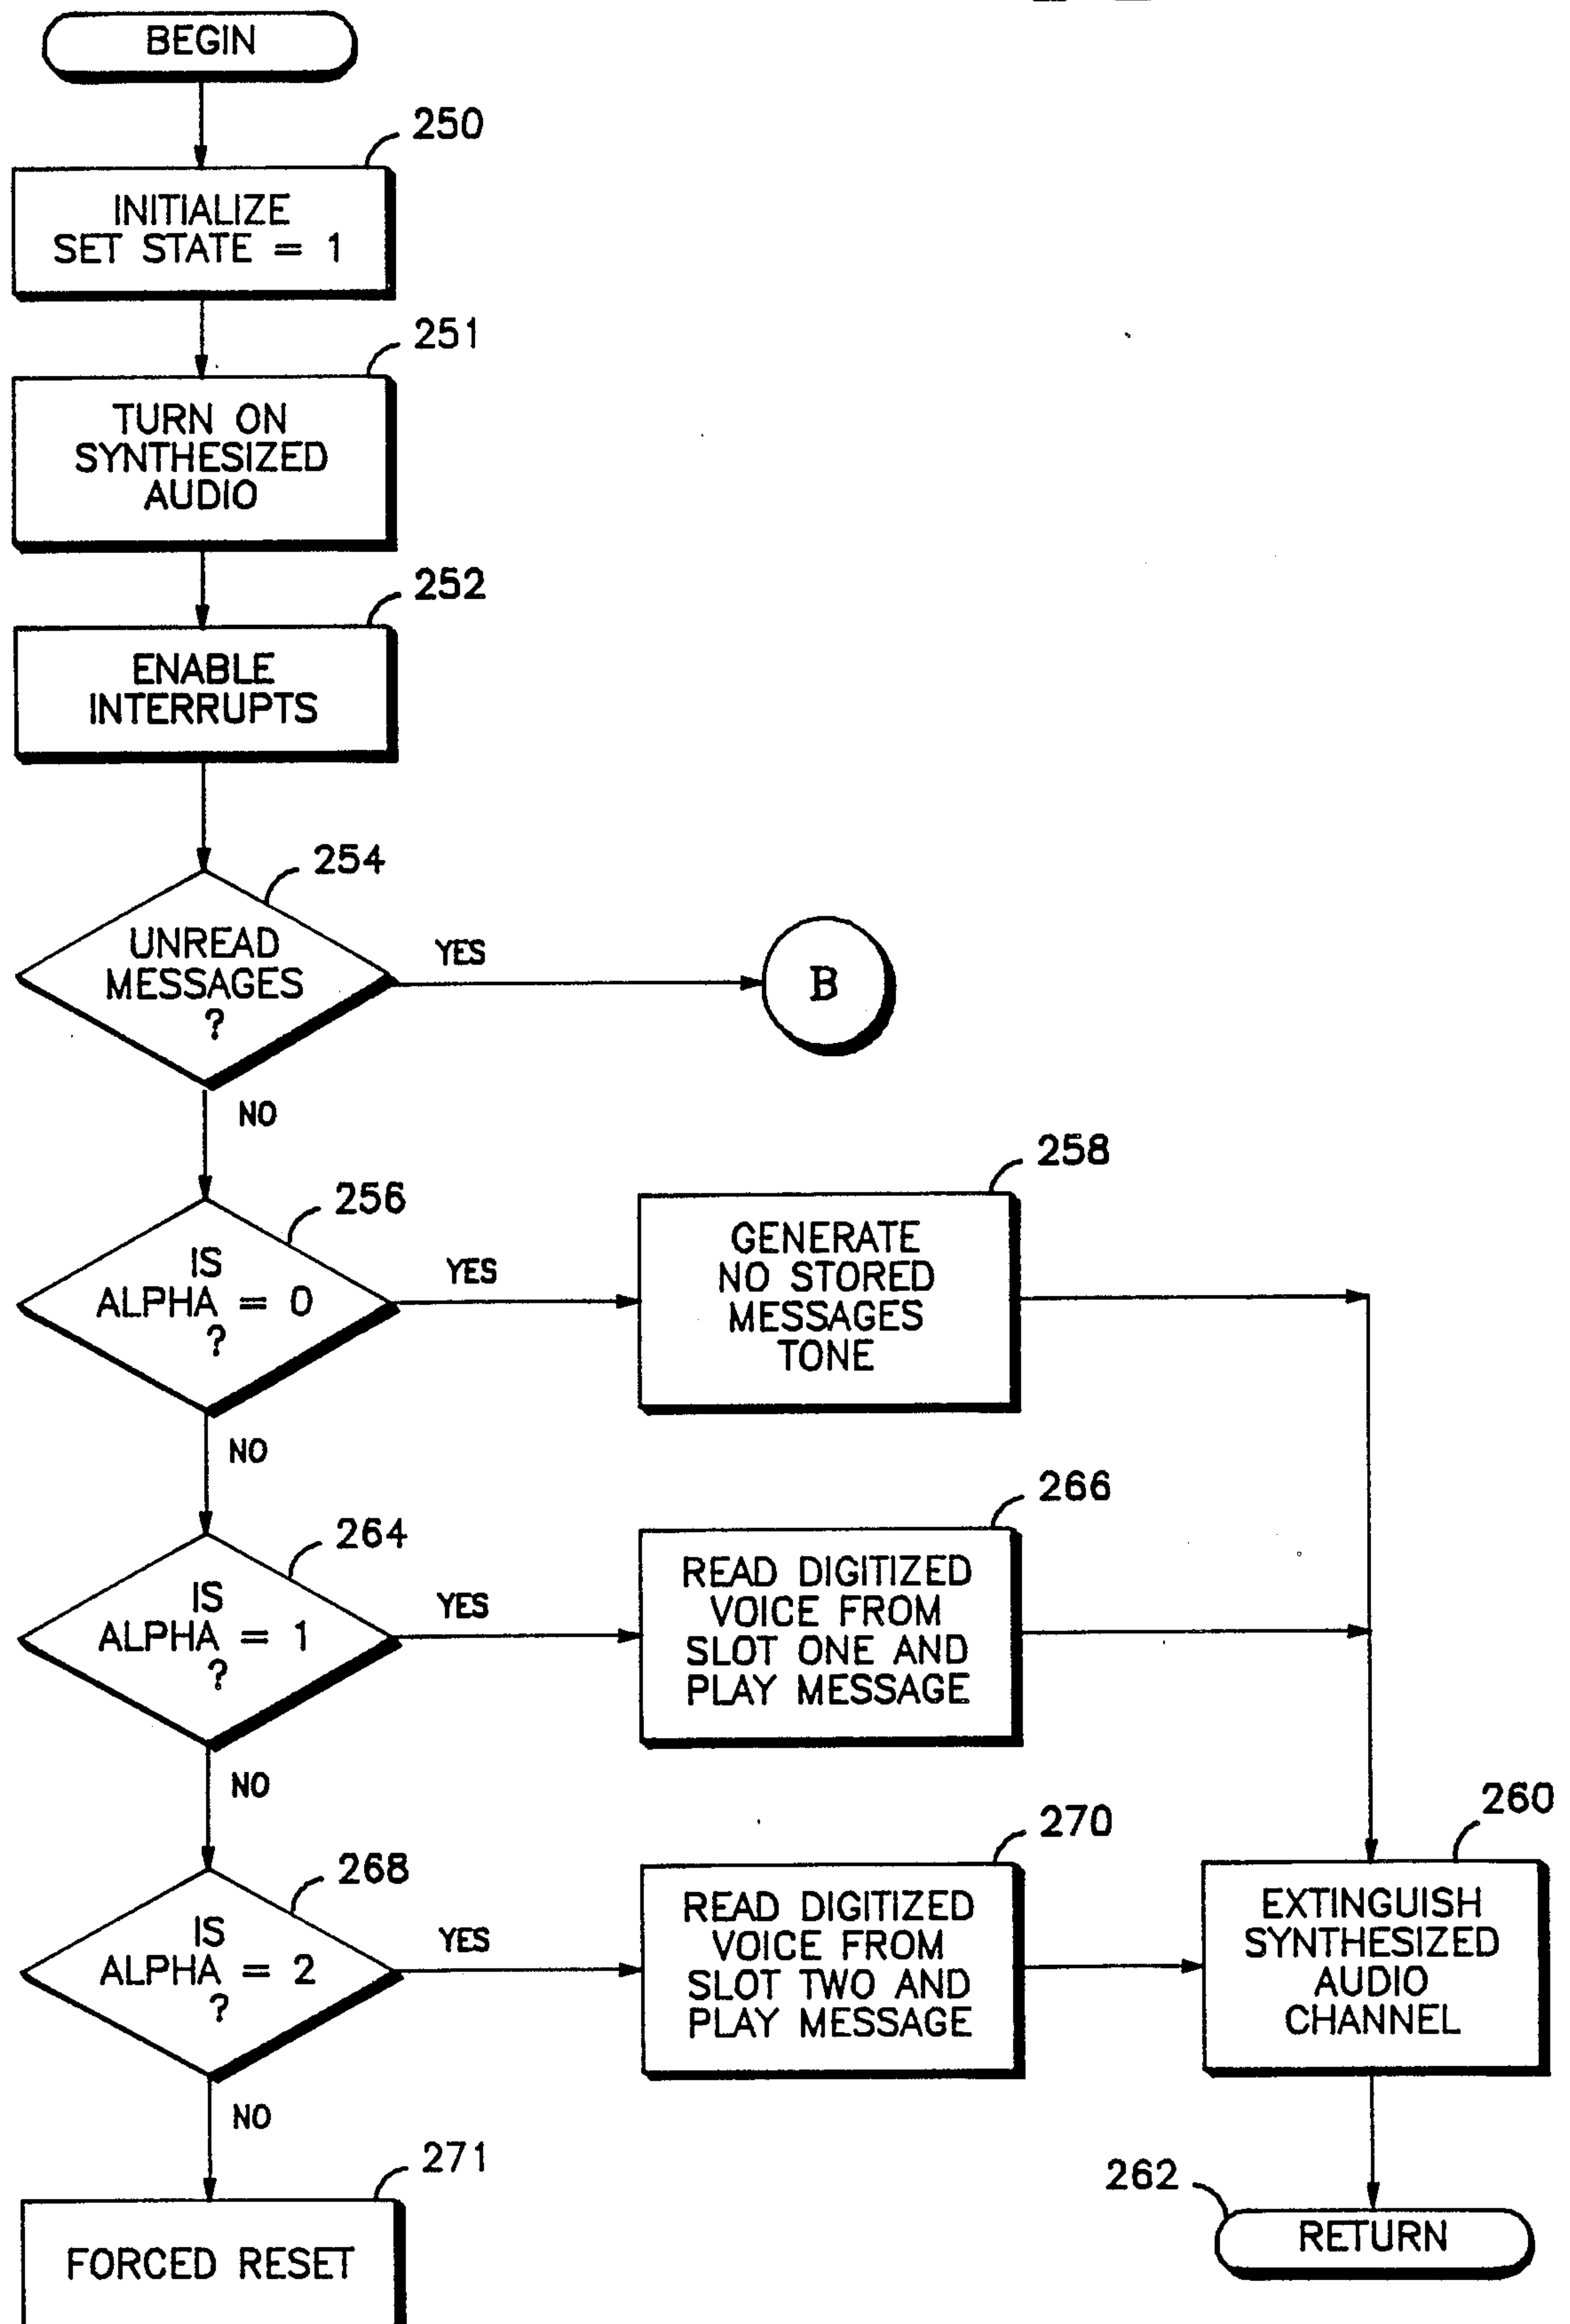 BEGIN
250
INITIALIZE
SET STATE = 1
251
TURN ON
SYNTHESIZED
AUDIO
252
ENABLE
INTERRUPTS
254
UNREAD
MESSAGES
?
YES
B
NO
256
IS
ALPHA = 0
?
YES
258
GENERATE
NO STORED
MESSAGES
TONE
NO
264
IS
ALPHA = 1
?
YES
266
READ DIGITIZED
VOICE FROM
SLOT ONE AND
PLAY MESSAGE
NO
268
IS
ALPHA = 2
?
YES
270
READ DIGITIZED
VOICE FROM
SLOT TWO AND
PLAY MESSAGE
260
EXTINGUISH
SYNTHESIZED
AUDIO
CHANNEL
NO
271
FORCED RESET
262
RETURN